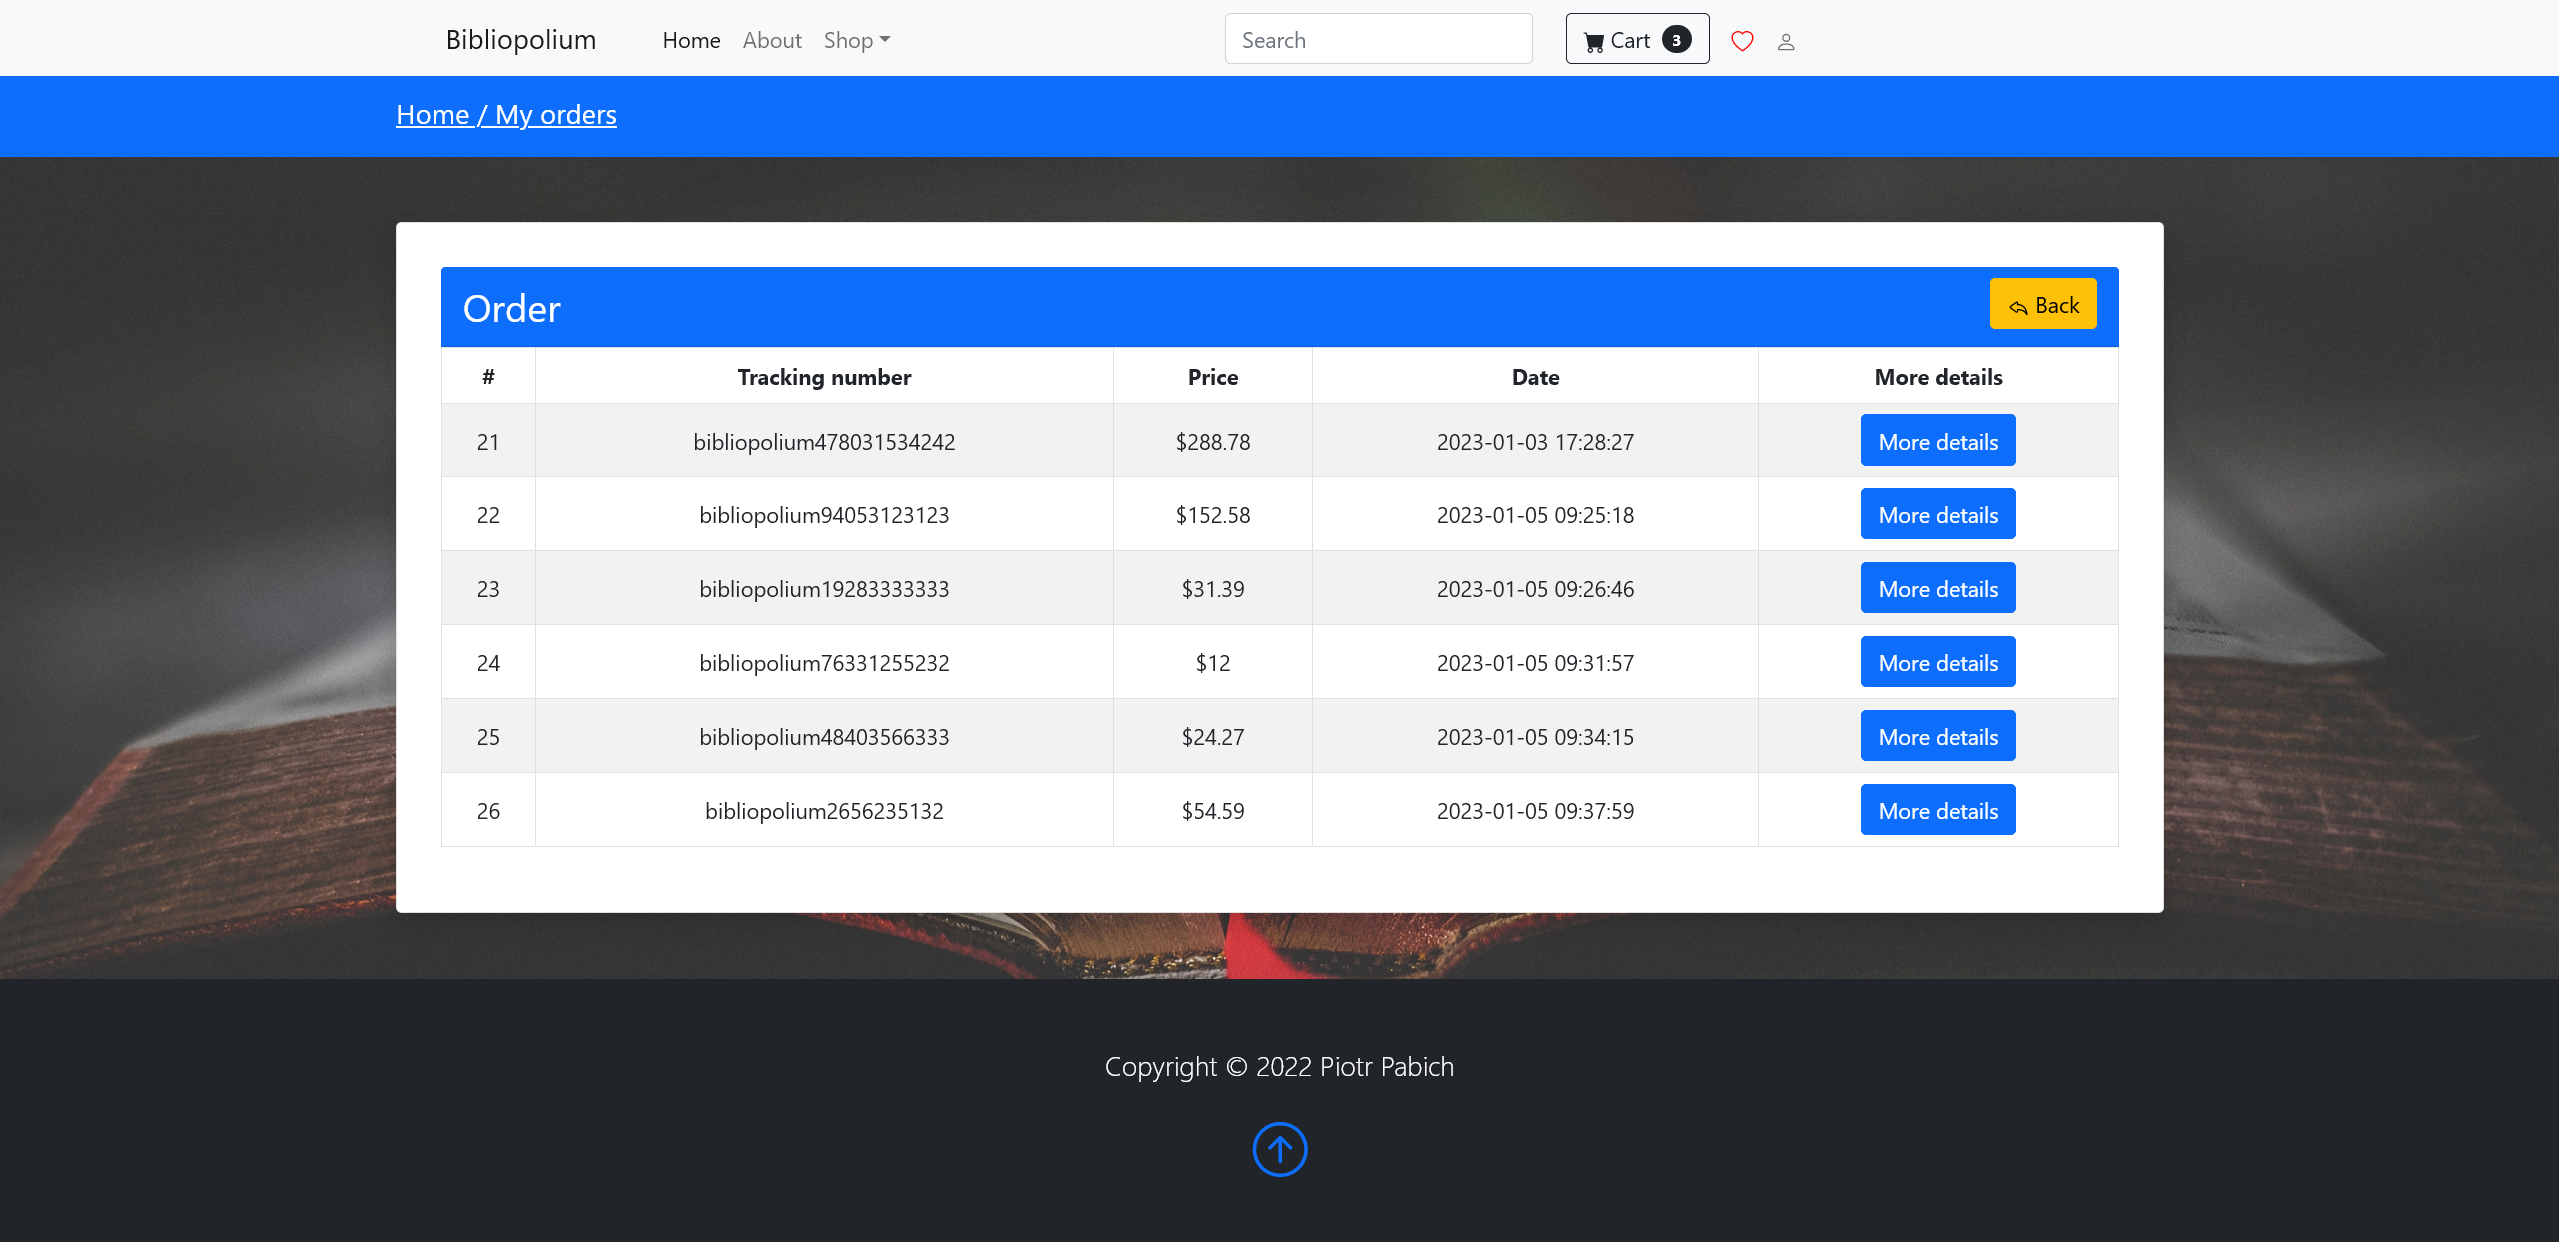 Bibliopolium Home About Shop Search Cart 3
Home / My orders
Order Back
# Tracking number Price Date More details
21 bibliopolium478031534242 $288.78 2023-01-03 17:28:27 More details
22 bibliopolium94053123123 $152.58 2023-01-05 09:25:18 More details
23 bibliopolium19283333333 $31.39 2023-01-05 09:26:46 More details
24 bibliopolium76331255232 $12 2023-01-05 09:31:57 More details
25 bibliopolium48403566333 $24.27 2023-01-05 09:34:15 More details
26 bibliopolium2656235132 $54.59 2023-01-05 09:37:59 More details
Copyright © 2022 Piotr Pabich